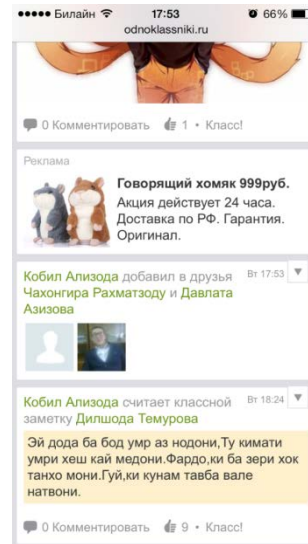 Билайн 17:53 66%
odnoklassniki.ru
0 Комментировать 1 • Класс!
Реклама
Говорящий хомяк 999руб.
Акция действует 24 часа.
Доставка по РФ. Гарантия.
Оригинал.
Кобил Ализода добавил в друзья Вт 17:53
Чахонгира Рахматзоду и Давлата
Азизова
Кобил Ализода считает классной Вт 18:24
заметку Дилшода Темурова
Эй дода ба бод умр аз нодони,Ту кимати
умри хеш кай медони.Фардо,ки ба зери хок
танхо мони.Гуй,ки кунам тавба вале
натвони.
0 Комментировать 9 • Класс!